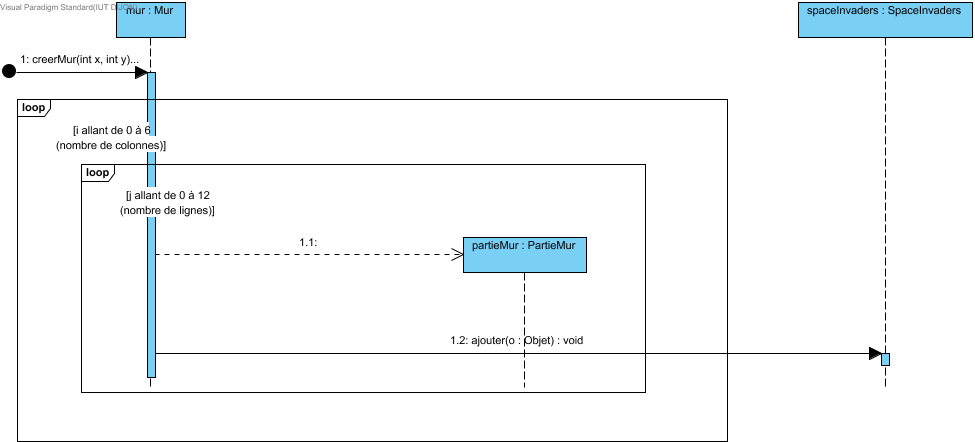 Visual Paradigm Standard(IUT DIJON)
mur : Mur
spaceInvaders : SpaceInvaders
1: creerMur(int x, int y)...
loop
[i allant de 0 à 6
(nombre de colonnes)]
loop
[j allant de 0 à 12
(nombre de lignes)]
1.1:
partieMur : PartieMur
1.2: ajouter(o : Objet) : void